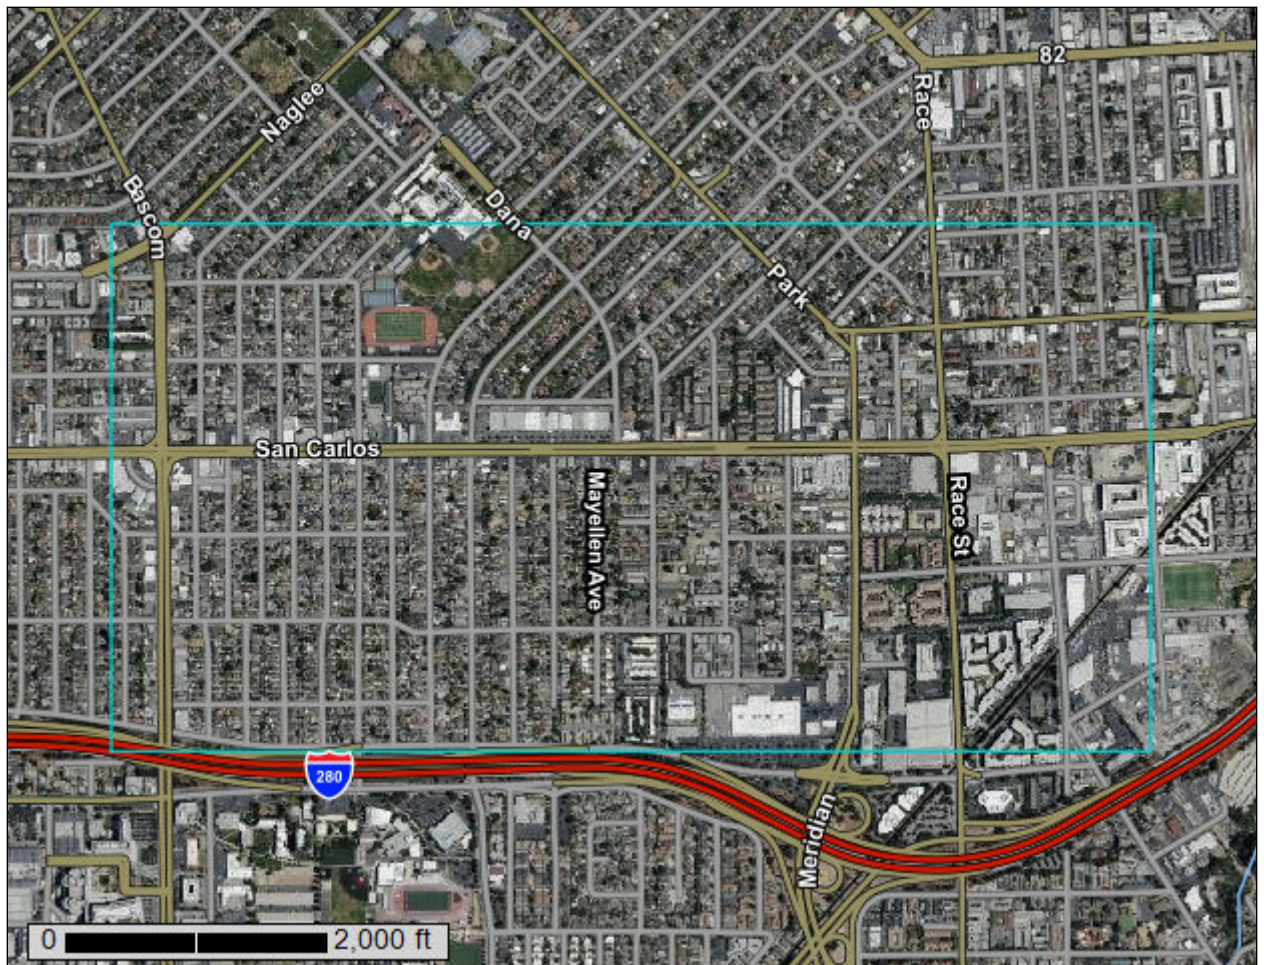 82
Race
Naglee
Bascom
Dana
Park
San Carlos
Mayellen Ave
Race St
280
Meridian
0 2,000 ft